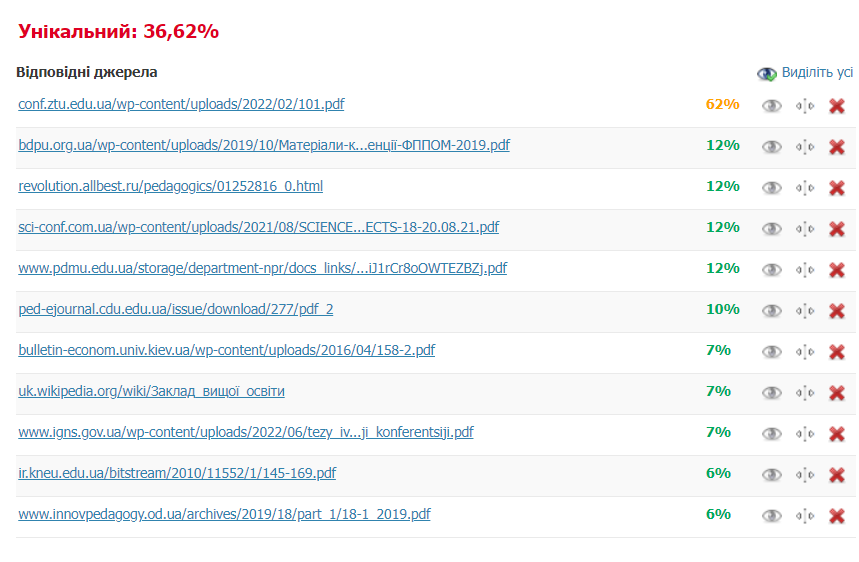 Унікальний: 36,62%
Відповідні джерела Виділіть усі
conf.ztu.edu.ua/wp-content/uploads/2022/02/101.pdf 62%
bdpu.org.ua/wp-content/uploads/2019/10/Матеріали-к...енції-ФППОМ-2019.pdf 12%
revolution.allbest.ru/pedagogics/01252816_0.html 12%
sci-conf.com.ua/wp-content/uploads/2021/08/SCIENCE...ECTS-18-20.08.21.pdf 12%
www.pdmu.edu.ua/storage/department-npr/docs_links/...iJ1rCr8oOWTEZBZj.pdf 12%
ped-ejournal.cdu.edu.ua/issue/download/277/pdf_2 10%
bulletin-econom.univ.kiev.ua/wp-content/uploads/2016/04/158-2.pdf 7%
uk.wikipedia.org/wiki/Заклад_вищої_освіти 7%
www.igns.gov.ua/wp-content/uploads/2022/06/tezy_iv...ji_konferentsiji.pdf 7%
ir.kneu.edu.ua/bitstream/2010/11552/1/145-169.pdf 6%
www.innovpedagogy.od.ua/archives/2019/18/part_1/18-1_2019.pdf 6%